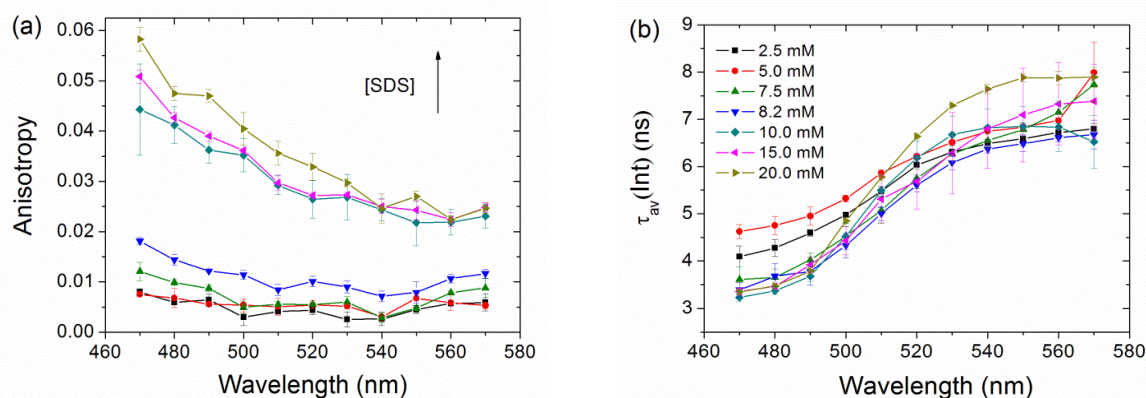 (a)
0.06
0.05
0.04
0.03
0.02
0.01
0.00
Anisotropy
[SDS]
460 480 500 520 540 560 580
Wavelength (nm)
(b)
9
8
7
6
5
4
3
τav(Int) (ns)
2.5 mM
5.0 mM
7.5 mM
8.2 mM
10.0 mM
15.0 mM
20.0 mM
460 480 500 520 540 560 580
Wavelength (nm)